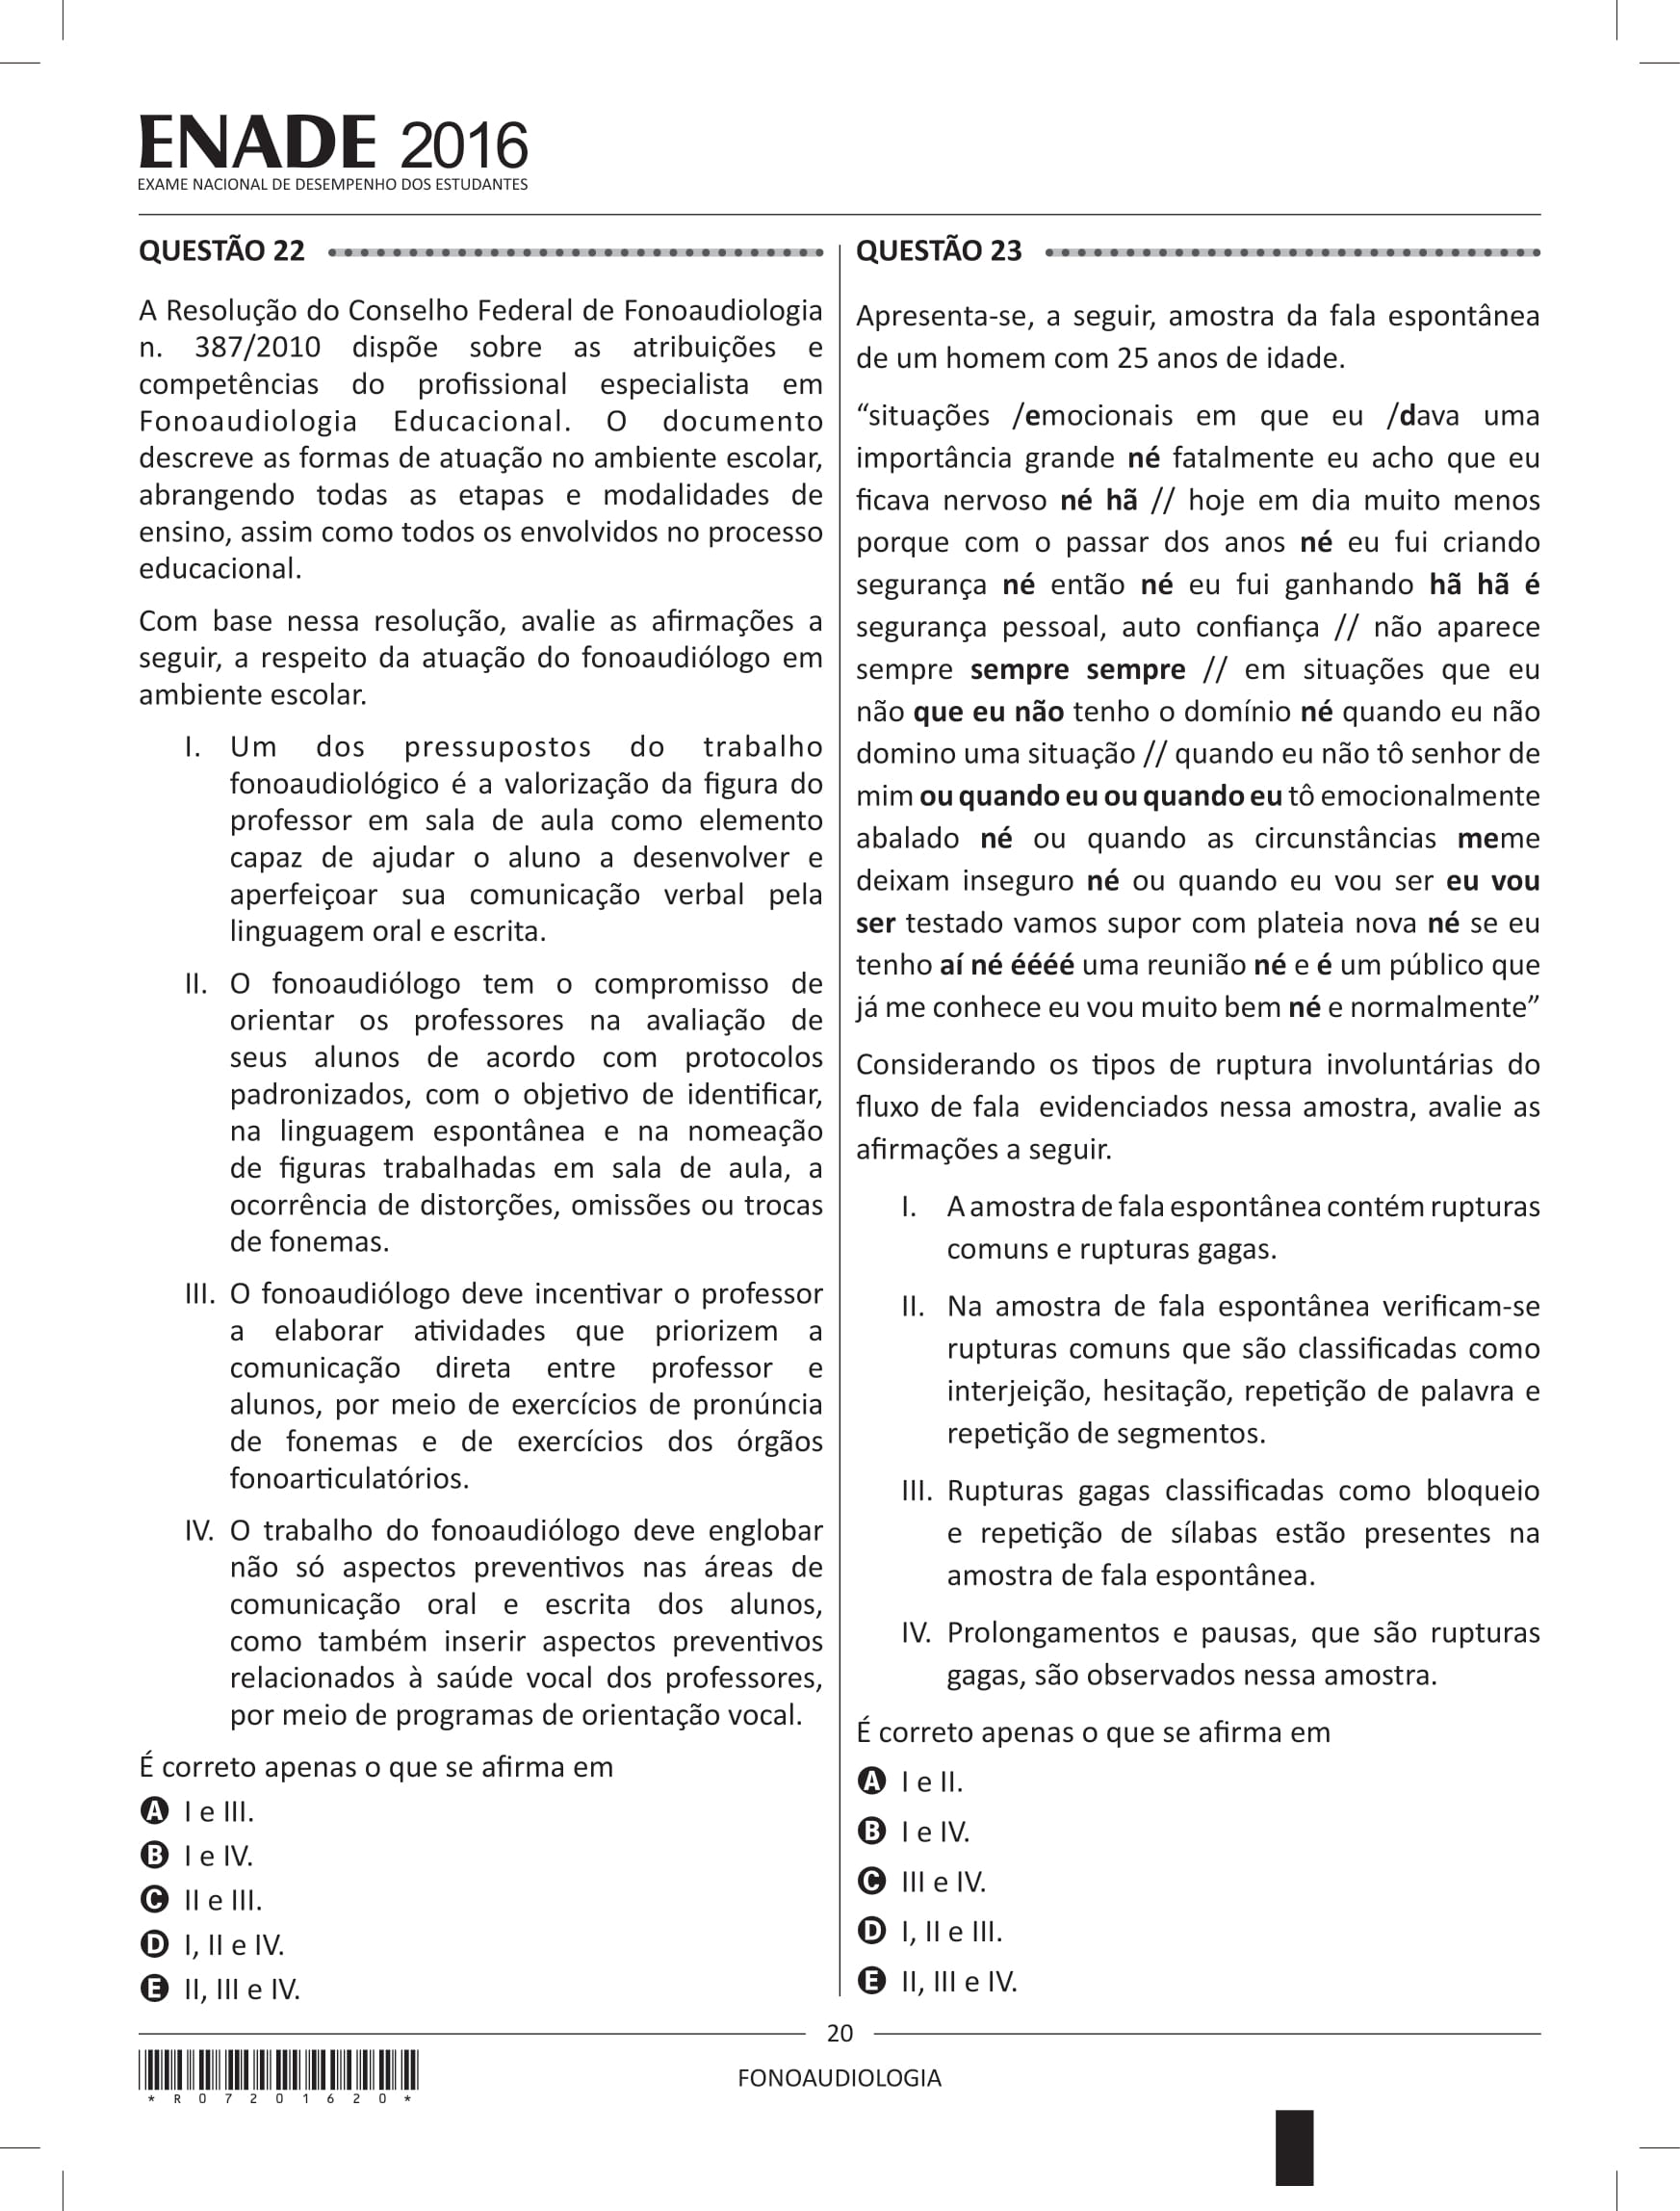 ENADE 2016
EXAME NACIONAL DE DESEMPENHO DOS ESTUDANTES
QUESTÃO 22
A Resolução do Conselho Federal de Fonoaudiologia
n. 387/2010 dispõe sobre as atribuições e
competências do profissional especialista em
Fonoaudiologia Educacional. O documento
descreve as formas de atuação no ambiente escolar,
abrangendo todas as etapas e modalidades de
ensino, assim como todos os envolvidos no processo
educacional.
Com base nessa resolução, avalie as afirmações a
seguir, a respeito da atuação do fonoaudiólogo em
ambiente escolar.
I. Um dos pressupostos do trabalho
fonoaudiológico é a valorização da figura do
professor em sala de aula como elemento
capaz de ajudar o aluno a desenvolver e
aperfeiçoar sua comunicação verbal pela
linguagem oral e escrita.
II. O fonoaudiólogo tem o compromisso de
orientar os professores na avaliação de
seus alunos de acordo com protocolos
padronizados, com o objetivo de identificar,
na linguagem espontânea e na nomeação
de figuras trabalhadas em sala de aula, a
ocorrência de distorções, omissões ou trocas
de fonemas.
III. O fonoaudiólogo deve incentivar o professor
a elaborar atividades que priorizem a
comunicação direta entre professor e
alunos, por meio de exercícios de pronúncia
de fonemas e de exercícios dos órgãos
fonoarticulatórios.
IV. O trabalho do fonoaudiólogo deve englobar
não só aspectos preventivos nas áreas de
comunicação oral e escrita dos alunos,
como também inserir aspectos preventivos
relacionados à saúde vocal dos professores,
por meio de programas de orientação vocal.
É correto apenas o que se afirma em
A I e III.
B I e IV.
C II e III.
D I, II e IV.
E II, III e IV.
QUESTÃO 23
Apresenta-se, a seguir, amostra da fala espontânea
de um homem com 25 anos de idade.
“situações /emocionais em que eu /dava uma
importância grande né fatalmente eu acho que eu
ficava nervoso né hã // hoje em dia muito menos
porque com o passar dos anos né eu fui criando
segurança né então né eu fui ganhando hã hã é
segurança pessoal, auto confiança // não aparece
sempre sempre sempre // em situações que eu
não que eu não tenho o domínio né quando eu não
domino uma situação // quando eu não tô senhor de
mim ou quando eu ou quando eu tô emocionalmente
abalado né ou quando as circunstâncias meme
deixam inseguro né ou quando eu vou ser eu vou
ser testado vamos supor com plateia nova né se eu
tenho aí né éééé uma reunião né e é um público que
já me conhece eu vou muito bem né e normalmente”
Considerando os tipos de ruptura involuntárias do
fluxo de fala evidenciados nessa amostra, avalie as
afirmações a seguir.
I. A amostra de fala espontânea contém rupturas
comuns e rupturas gagas.
II. Na amostra de fala espontânea verificam-se
rupturas comuns que são classificadas como
interjeição, hesitação, repetição de palavra e
repetição de segmentos.
III. Rupturas gagas classificadas como bloqueio
e repetição de sílabas estão presentes na
amostra de fala espontânea.
IV. Prolongamentos e pausas, que são rupturas
gagas, são observados nessa amostra.
É correto apenas o que se afirma em
A I e II.
B I e IV.
C III e IV.
D I, II e III.
E II, III e IV.
20
FONOAUDIOLOGIA
* R 0 7 2 0 1 6 2 0 *